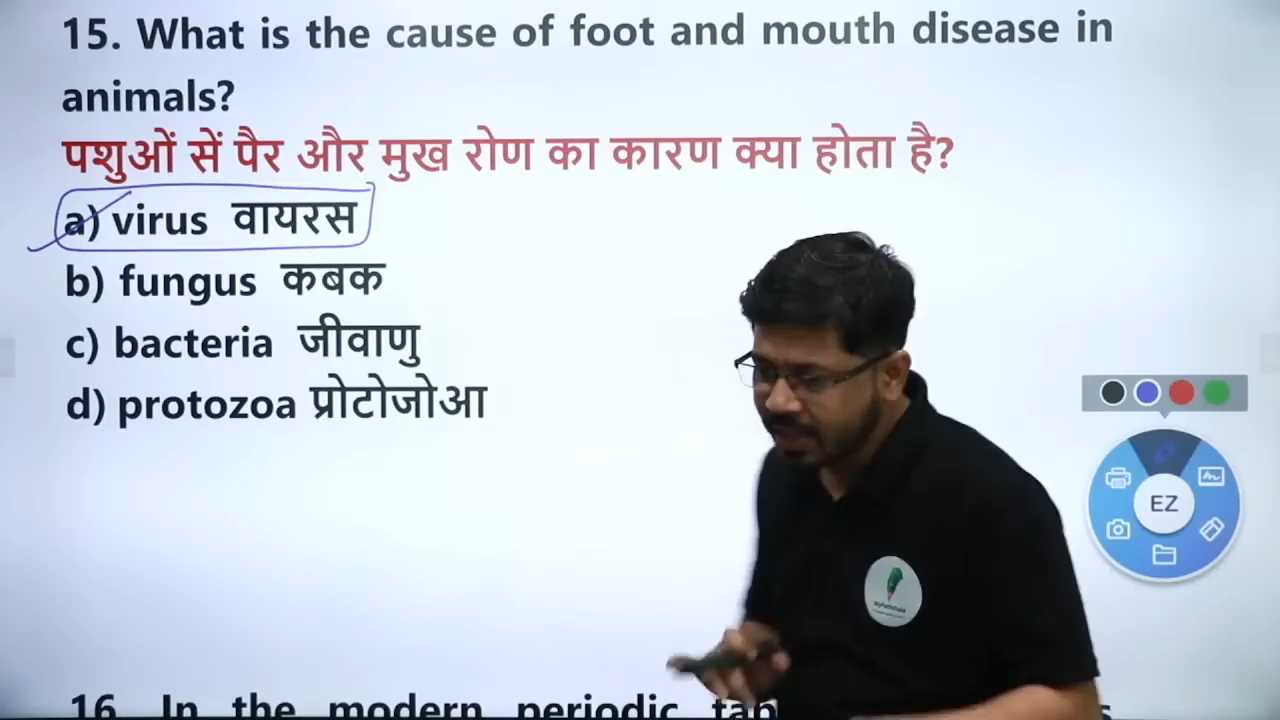 15. What is the cause of foot and mouth disease in
animals?
पशुओं सें पैर और मुख रोण का कारण क्या होता है?
a) virus वायरस
b) fungus कबक
c) bacteria जीवाणु
d) protozoa प्रोटोजोआ
EZ
16. In the modern periodic